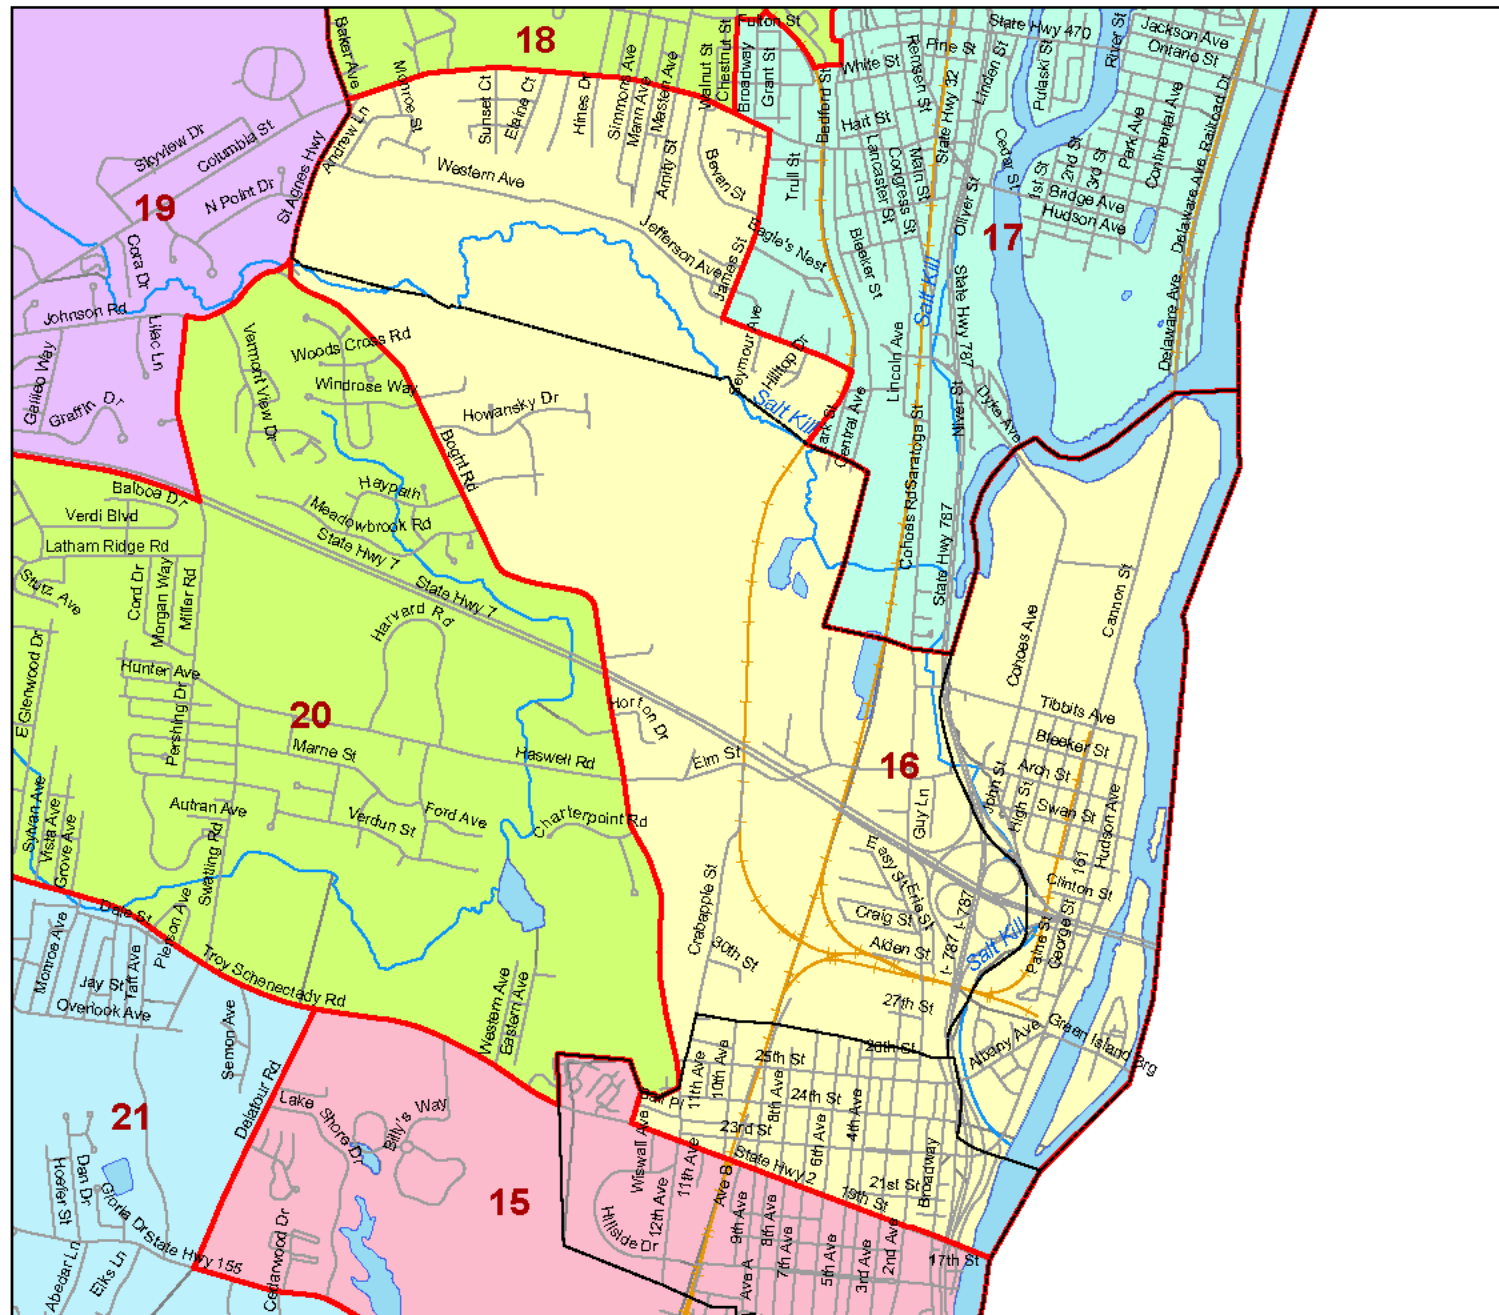 18
Fulton St
State Hwy 470
River St
Jackson Ave
Ontario St
Baker Ave
Monroe St
Sunset Ct
Elaine Ct
Himes Dr
Simmons Ave
Mann Ave
Masten Ave
Walnut St
Chestnut St
Broadway
Grant St
Bedford St
White St
Pine St
Remsen St
State Hwy 32
Linden St
Pulaski St
Andrew Ln
Skyview Dr
Columbia St
N Point Dr
St Agnes Hwy
19
Cora Dr
Western Ave
Amity St
Bevan St
Jefferson Ave
James St
Eagle's Nest
Trull St
Hart St
Lancaster St
Congress St
Main St
Bleeker St
Oliver St
Cedar St
1st St
2nd St
3rd St
Park Ave
Continental Ave
Railroad Dr
Delaware Ave
Bridge Ave
Hudson Ave
17
Salt Kill
State Hwy 787
Delaware Ave
Johnson Rd
Lilac Ln
Galileo Way
Graffin Dr
Vermont View Dr
Woods Cross Rd
Windrose Way
Howansky Dr
Boght Rd
Seymour Ave
Hilltop Dr
Salt Kill
Park St
Central Ave
Lincoln Ave
Saratoga St
N River St
Dyke Ave
Cohoes Rd
State Hwy 787
Balboa Dr
Verdi Blvd
Latham Ridge Rd
Stutz Ave
Cord Dr
Morgan Way
Miller Rd
Haypath
Meadowbrook Rd
State Hwy 7
State Hwy 7
Harvard Rd
E Glenwood Dr
Hunter Ave
Pershing Dr
20
Marne St
Haswell Rd
Horton Dr
Elm St
16
Cohoes Ave
Cannon St
Tibbits Ave
Bleeker St
Arch St
Swan St
John St
High St
Hudson Ave
161
Clinton St
George St
Paine St
Guy Ln
Easy St
Erie St
Craig St
Alden St
I- 787
I- 787
Salt Kill
Sylvan Ave
Vista Ave
Grove Ave
Autran Ave
Verdun St
Ford Ave
Charterpoint Rd
Swatling Rd
Crabapple St
30th St
27th St
Albany Ave
Green Island Brg
Dale St
Monroe Ave
Taft Ave
Pierson Ave
Jay St
Overlook Ave
Troy Schenectady Rd
Semon Ave
Delatour Rd
Western Ave
Eastern Ave
26th St
25th St
24th St
23rd St
11th Ave
10th Ave
8th Ave
6th Ave
4th Ave
Broadway
State Hwy 2
21st St
19th St
17th St
21
Hoefer St
Dan Dr
Gloria Dr
State Hwy 155
Abedar Ln
Elks Ln
Lake Shore Dr
Billy's Way
Cedarwood Dr
15
Wiswall Ave
12th Ave
11th Ave
Hillside Dr
Ave B
Ave A
9th Ave
8th Ave
7th Ave
5th Ave
3rd Ave
2nd Ave